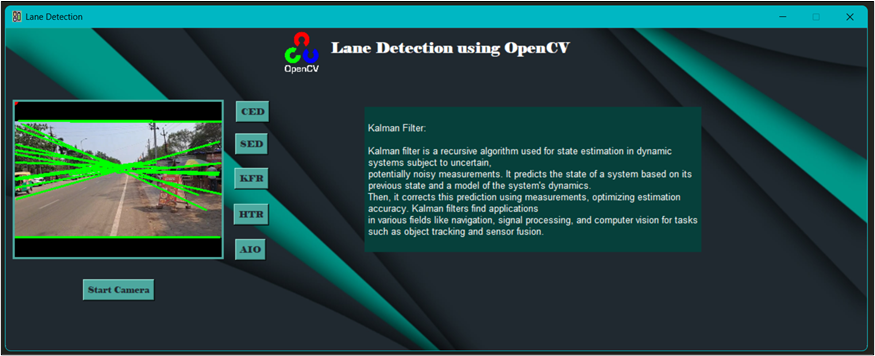 Lane Detection
OpenCV
Lane Detection using OpenCV
CED
SED
KFR
HTR
AIO
Start Camera
Kalman Filter:
Kalman filter is a recursive algorithm used for state estimation in dynamic
systems subject to uncertain,
potentially noisy measurements. It predicts the state of a system based on its
previous state and a model of the system's dynamics.
Then, it corrects this prediction using measurements, optimizing estimation
accuracy. Kalman filters find applications
in various fields like navigation, signal processing, and computer vision for tasks
such as object tracking and sensor fusion.